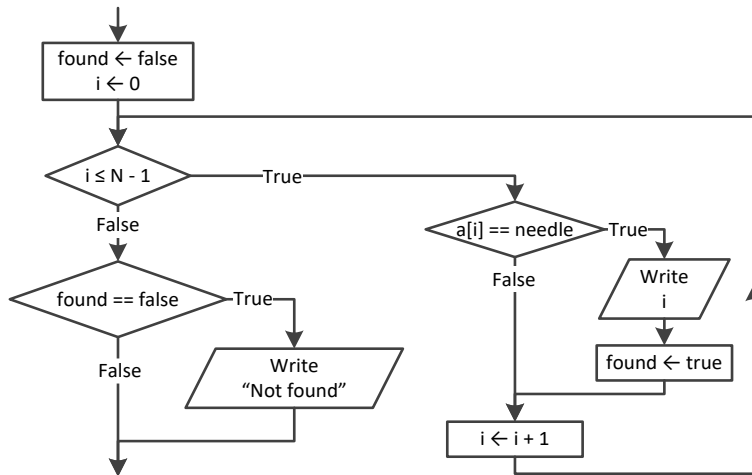 found ← false
i ← 0
i ≤ N - 1
True
False
a[i] == needle
True
False
Write
i
found == false
True
False
found ← true
Write
“Not found”
i ← i + 1